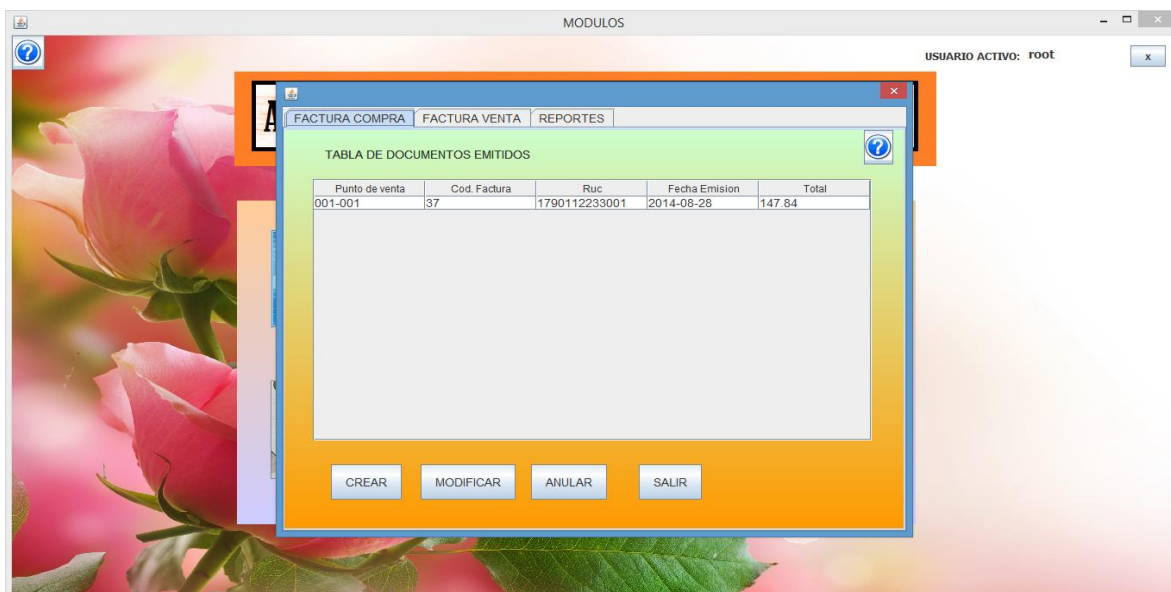 MODULOS
USUARIO ACTIVO: root
x
FACTURA COMPRA FACTURA VENTA REPORTES
TABLA DE DOCUMENTOS EMITIDOS
Punto de venta Cod. Factura Ruc Fecha Emision Total
001-001 37 1790112233001 2014-08-28 147.84
CREAR MODIFICAR ANULAR SALIR